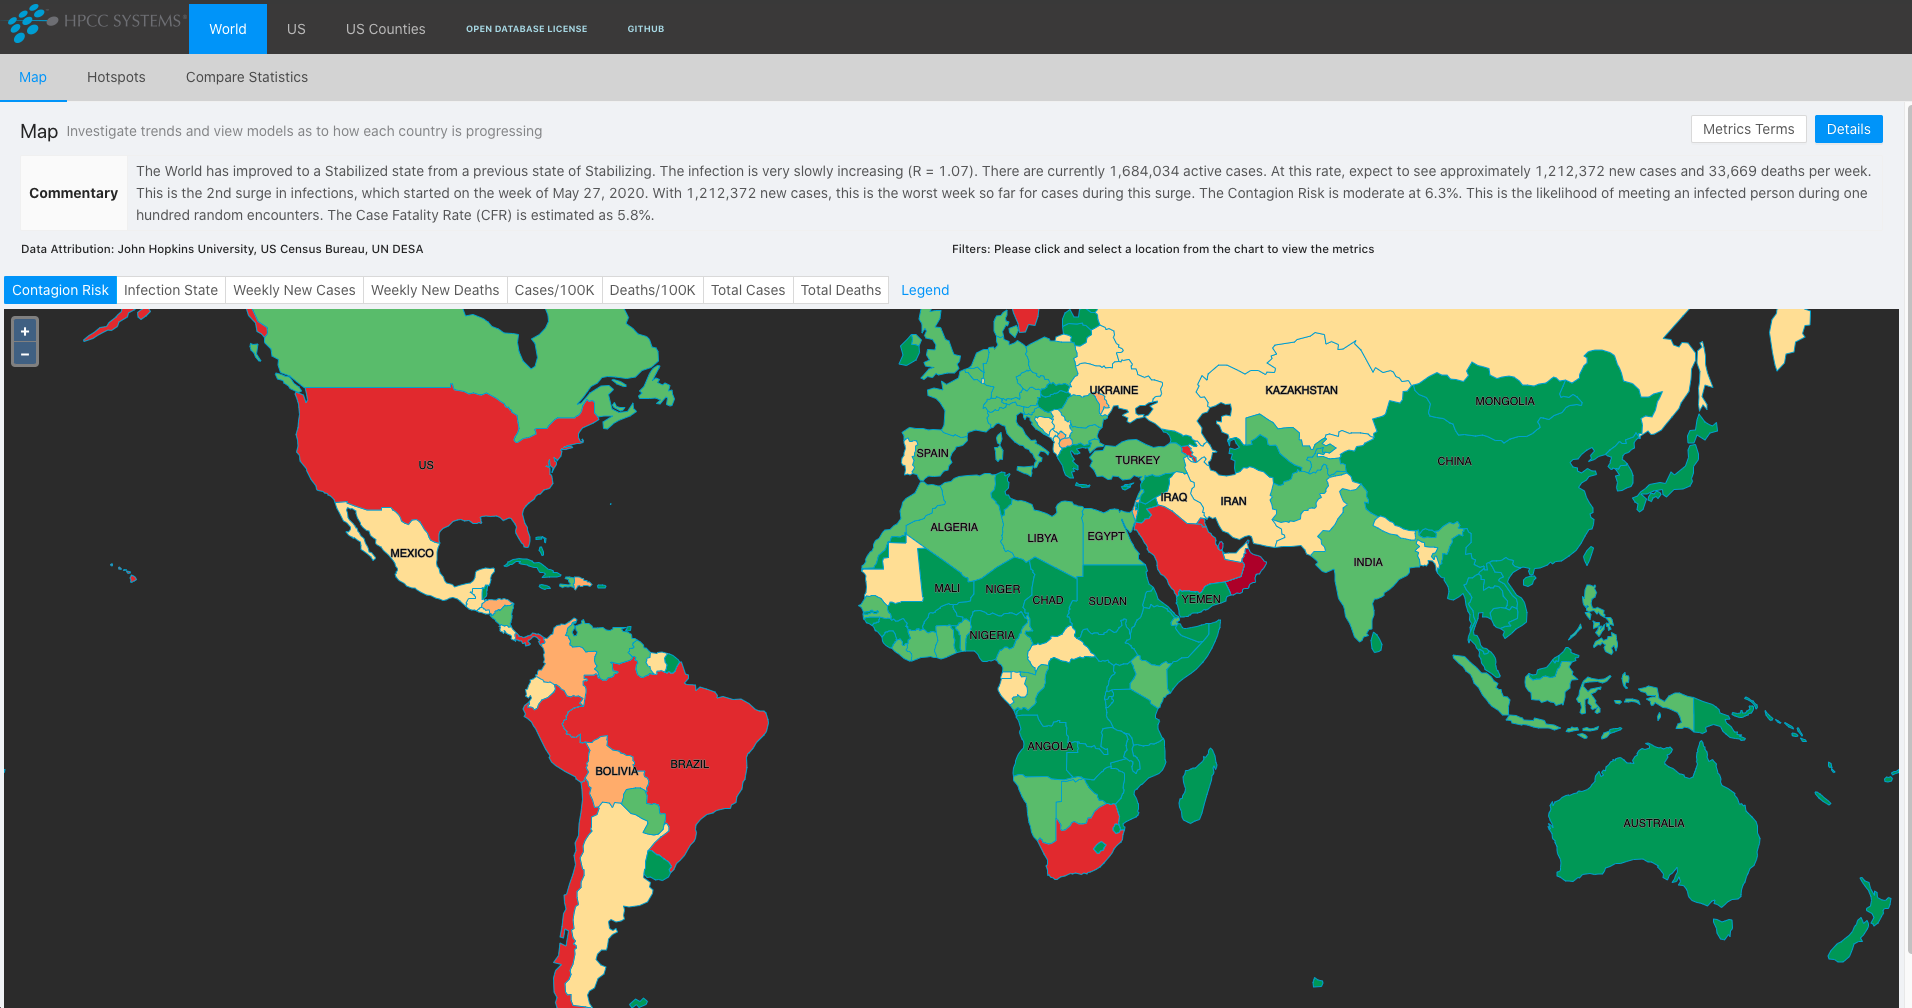 HPCC SYSTEMS®
World
US
US Counties
OPEN DATABASE LICENSE
GITHUB
Map
Hotspots
Compare Statistics
Map Investigate trends and view models as to how each country is progressing
Metrics Terms
Details
Commentary
The World has improved to a Stabilized state from a previous state of Stabilizing. The infection is very slowly increasing (R = 1.07). There are currently 1,684,034 active cases. At this rate, expect to see approximately 1,212,372 new cases and 33,669 deaths per week.
This is the 2nd surge in infections, which started on the week of May 27, 2020. With 1,212,372 new cases, this is the worst week so far for cases during this surge. The Contagion Risk is moderate at 6.3%. This is the likelihood of meeting an infected person during one
hundred random encounters. The Case Fatality Rate (CFR) is estimated as 5.8%.
Data Attribution: John Hopkins University, US Census Bureau, UN DESA
Filters: Please click and select a location from the chart to view the metrics
Contagion Risk
Infection State
Weekly New Cases
Weekly New Deaths
Cases/100K
Deaths/100K
Total Cases
Total Deaths
Legend
+
−
UKRAINE
KAZAKHSTAN
MONGOLIA
SPAIN
TURKEY
CHINA
US
IRAQ
IRAN
ALGERIA
LIBYA
EGYPT
MEXICO
INDIA
MALI
NIGER
CHAD
SUDAN
YEMEN
NIGERIA
ANGOLA
BRAZIL
BOLIVIA
AUSTRALIA